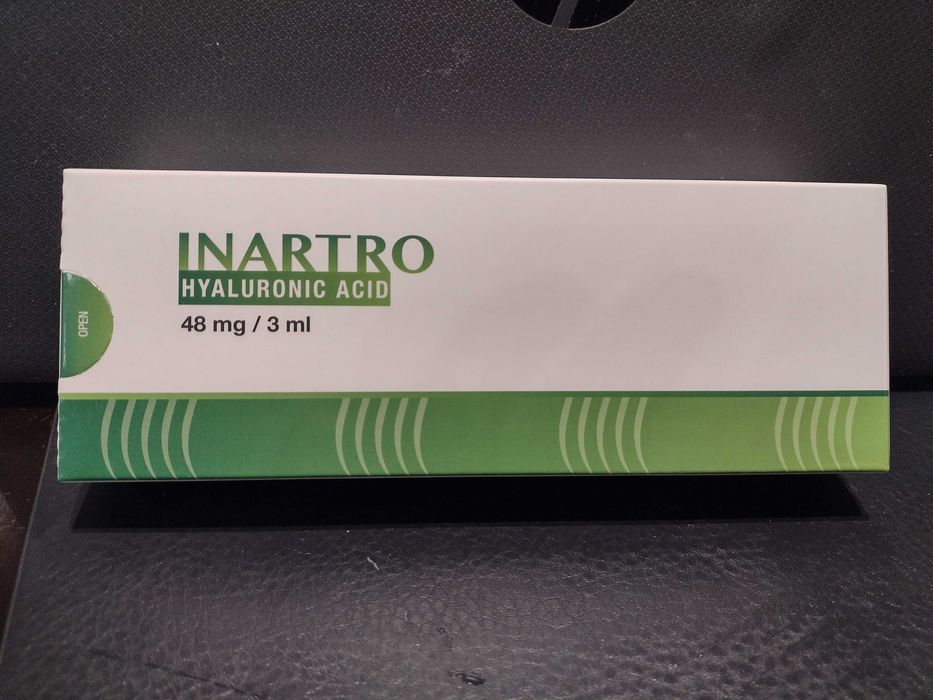 INARTRO
HYALURONIC ACID
48 mg / 3 ml
OPEN